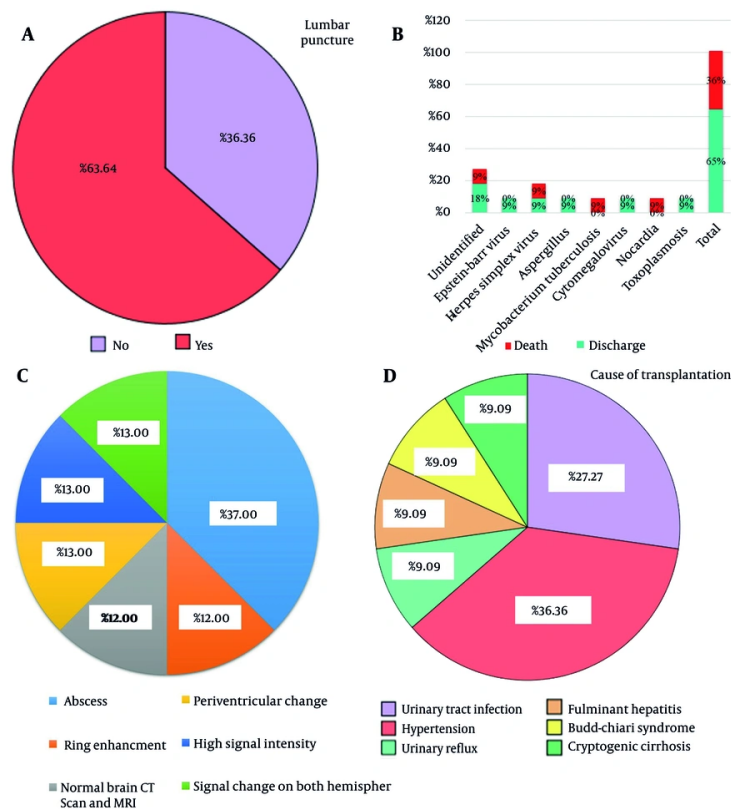 A
Lumbar
puncture
%36.36
%63.64
No
Yes
B
%120
%100
%80
%60
%40
%20
%0
9%
18%
0%
9%
9%
9%
0%
9%
9%
0%
0%
9%
9%
0%
0%
9%
36%
65%
Unidentified
Epstein-barr virus
Herpes simplex virus
Aspergillus
Mycobacterium tuberculosis
Cytomegalovirus
Nocardia
Toxoplasmosis
Total
Death
Discharge
C
%13.00
%37.00
%13.00
%13.00
%12.00
%12.00
Abscess
Periventricular change
Ring enhancment
High signal intensity
Normal brain CT
Scan and MRI
Signal change on both hemispher
D
Cause of transplantation
%9.09
%27.27
%9.09
%9.09
%9.09
%36.36
Urinary tract infection
Fulminant hepatitis
Hypertension
Budd-chiari syndrome
Urinary reflux
Cryptogenic cirrhosis